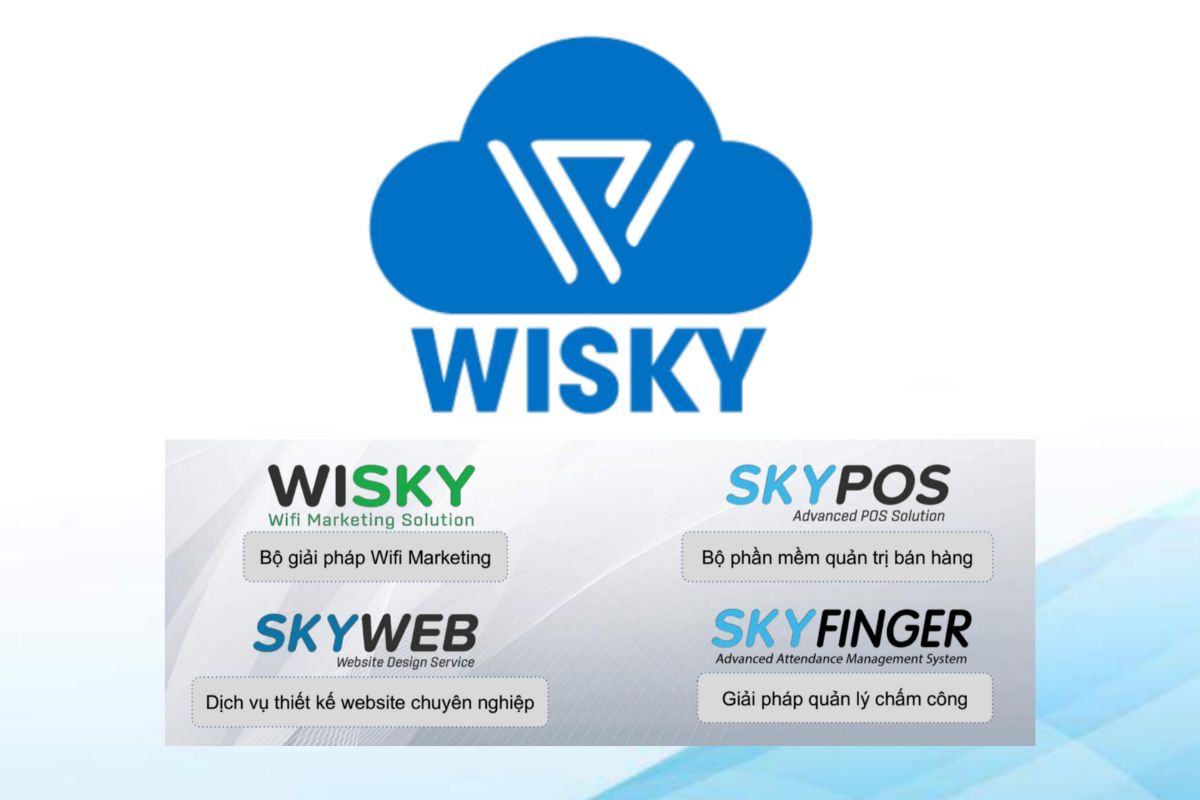 WISKY
WISKY
Wifi Marketing Solution
Bộ giải pháp Wifi Marketing
SKYPOS
Advanced POS Solution
Bộ phần mềm quản trị bán hàng
SKYWEB
Website Design Service
Dịch vụ thiết kế website chuyên nghiệp
SKYFINGER
Advanced Attendance Management System
Giải pháp quản lý chấm công